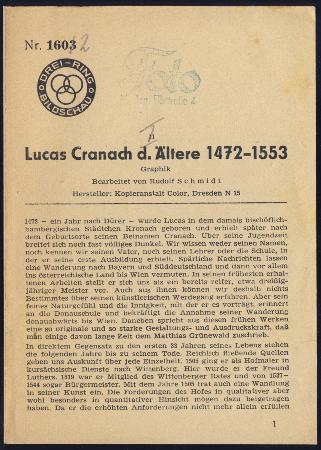 Nr. 1603/2
DREI-RING
BILDSCHAU
Foto
II
Lucas Cranach d. Ältere 1472-1553
Graphik
Bearbeitet von Rudolf Schmidt
Hersteller: Kopieranstalt Color, Dresden N 15
1472 – ein Jahr nach Dürer – wurde Lucas in dem damals bischöflich-
bambergischen Städtchen Kronach geboren und erhielt später nach
dem Geburtsorte seinen Beinamen Cranach. Über seine Jugendzeit
breitet sich noch fast völliges Dunkel. Wir wissen weder seinen Namen,
noch kennen wir seinen Vater, noch seinen Lehrer oder die Schule, in
der er seine erste Ausbildung erhielt. Spärliche Nachrichten lassen
eine Wanderung nach Bayern und Süddeutschland und dann vor allem
ins österreichische Land bis Wien vermuten. In seinen frühesten erhal-
tenen Arbeiten stellt er sich uns als ein bereits reifer, etwa dreißig-
jähriger Meister vor. Auch aus ihnen können wir deshalb nichts
Bestimmtes über seinen künstlerischen Werdegang erfahren. Aber sein
feines Naturgefühl und die Innigkeit, mit der er es vorträgt, erinnert
an die Donauschule und bekräftigt die Annahme seiner Wanderung
donauabwärts bis Wien. Daneben spricht aus diesen frühen Werken
eine so originale und so starke Gestaltungs- und Ausdruckskraft, daß
man einige davon lange Zeit dem Matthias Grünewald zuschrieb.
In direktem Gegensatz zu den ersten 33 Jahren seines Lebens stehen
die folgenden Jahre bis zu seinem Tode. Reichlich fließende Quellen
geben uns Auskunft über jede Einzelheit. 1505 ging er als Hofmaler in
kursächsische Dienste nach Wittenberg. Hier wurde er der Freund
Luthers. 1519 war er Mitglied des Wittenberger Rates und von 1537–
1544 sogar Bürgermeister. Mit dem Jahre 1505 trat auch eine Wandlung
in seiner Kunst ein. Die Forderungen des Hofes in qualitativer aber
wohl besonders in quantitativer Hinsicht mögen dazu beigetragen
haben. Da er die erhöhten Anforderungen nicht mehr allein erfüllen
1